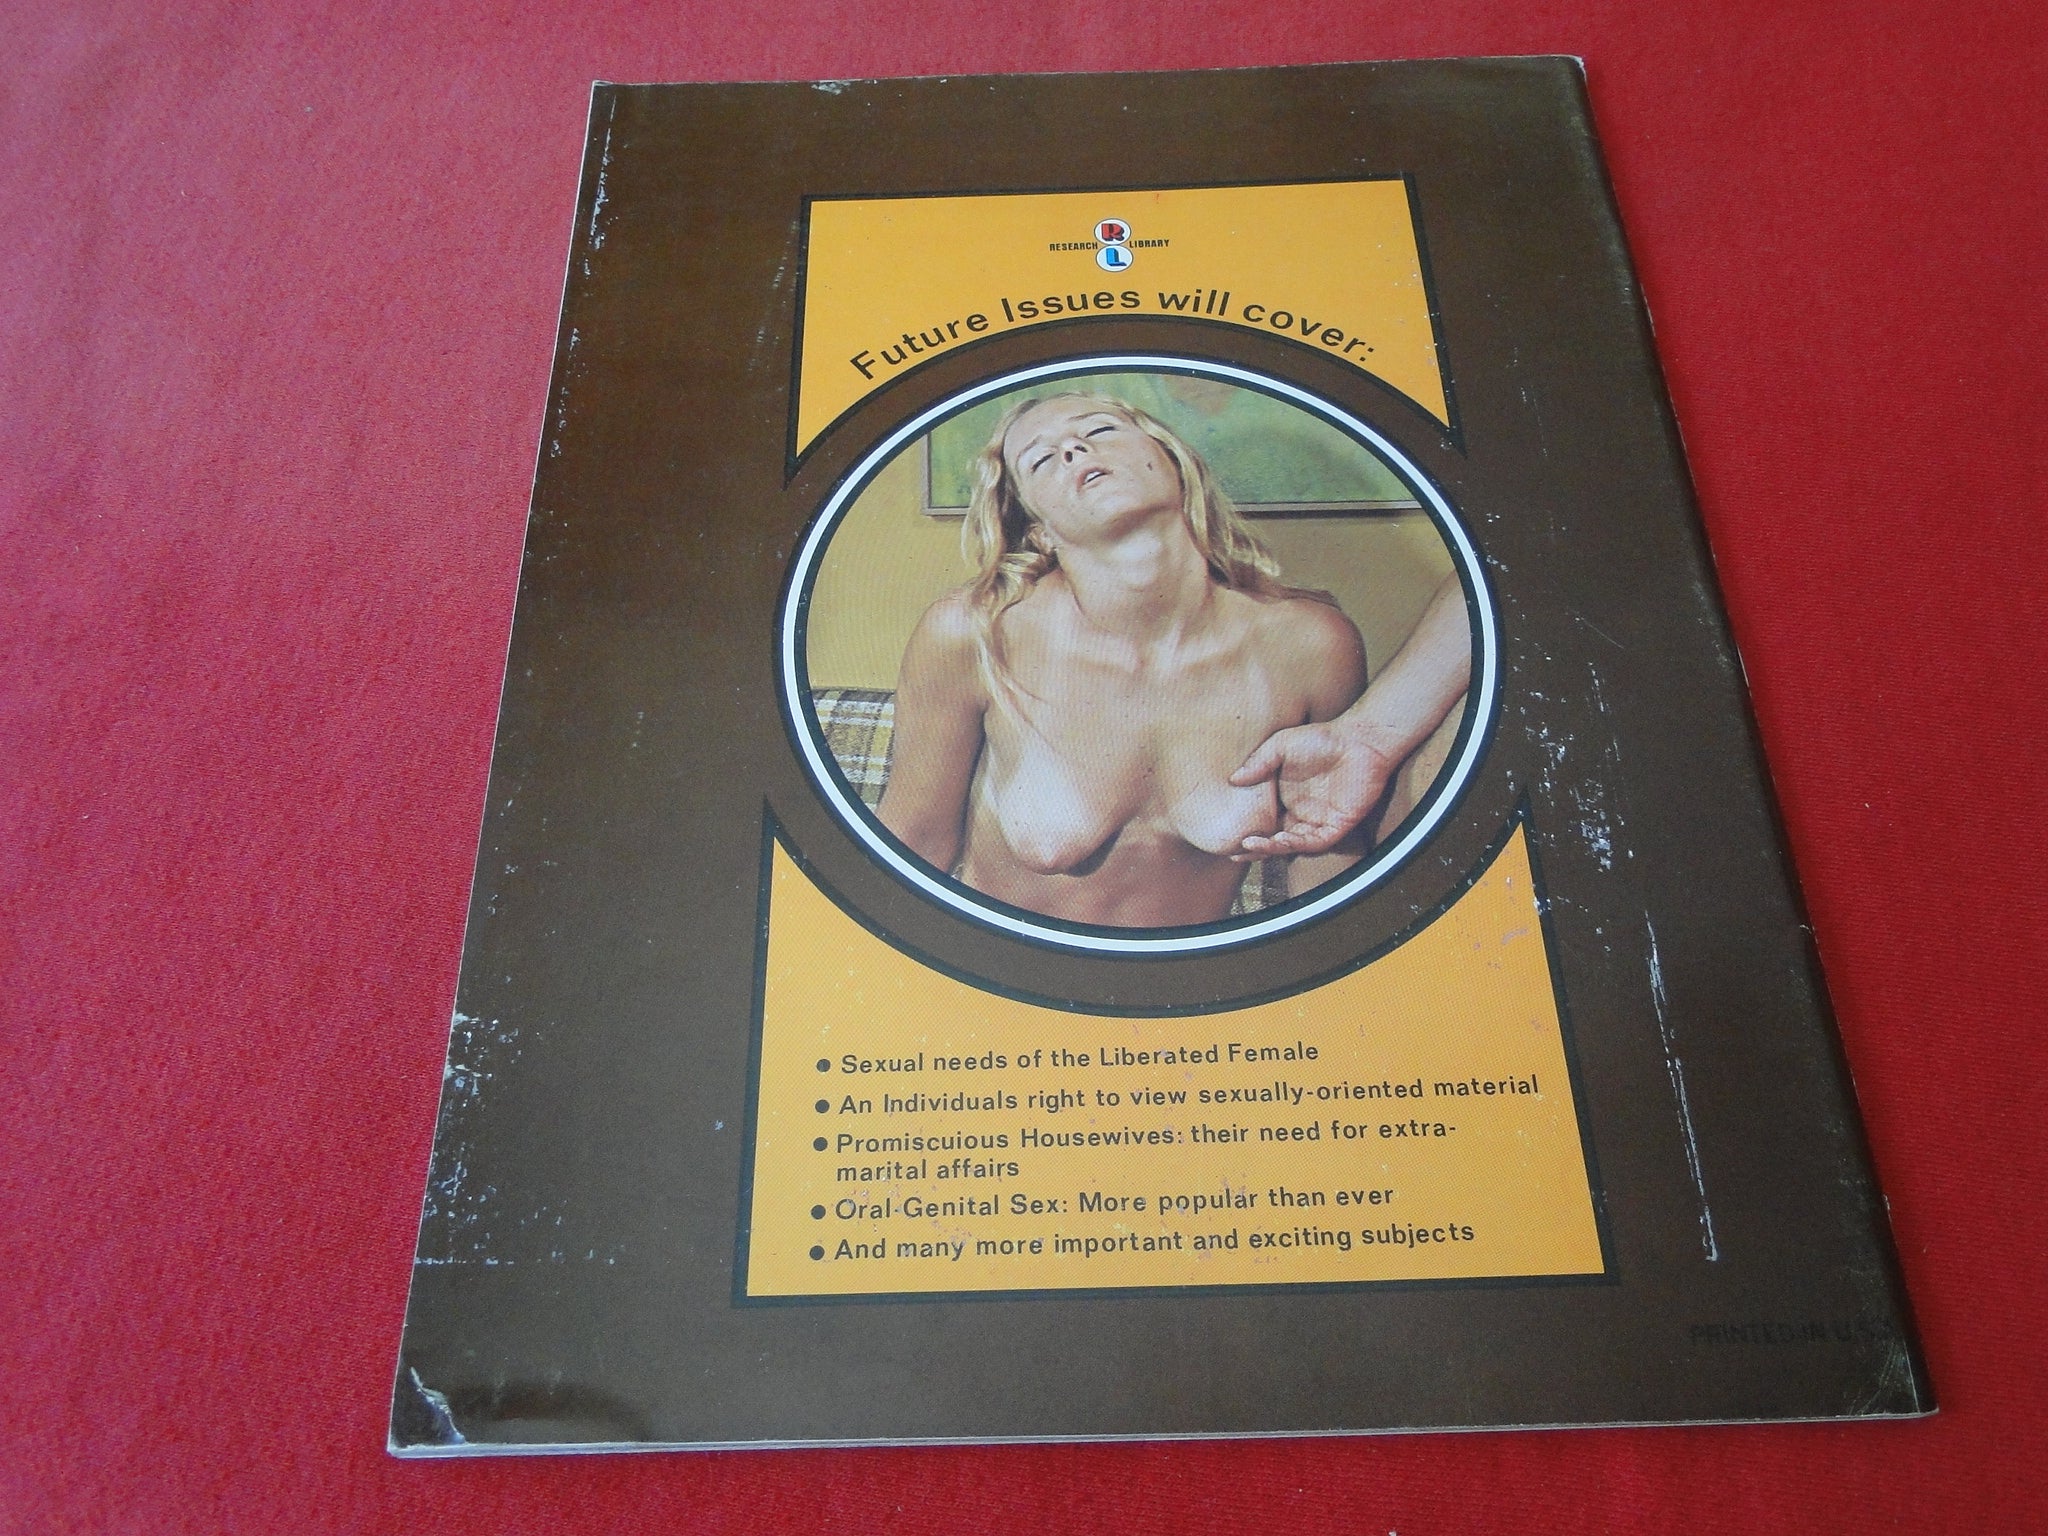 RESEARCH R LIBRARY
L
Future Issues will cover:
● Sexual needs of the Liberated Female
● An Individuals right to view sexually-oriented material
● Promiscuious Housewives: their need for extra-
marital affairs
● Oral-Genital Sex: More popular than ever
● And many more important and exciting subjects
PRINTED IN U.S.